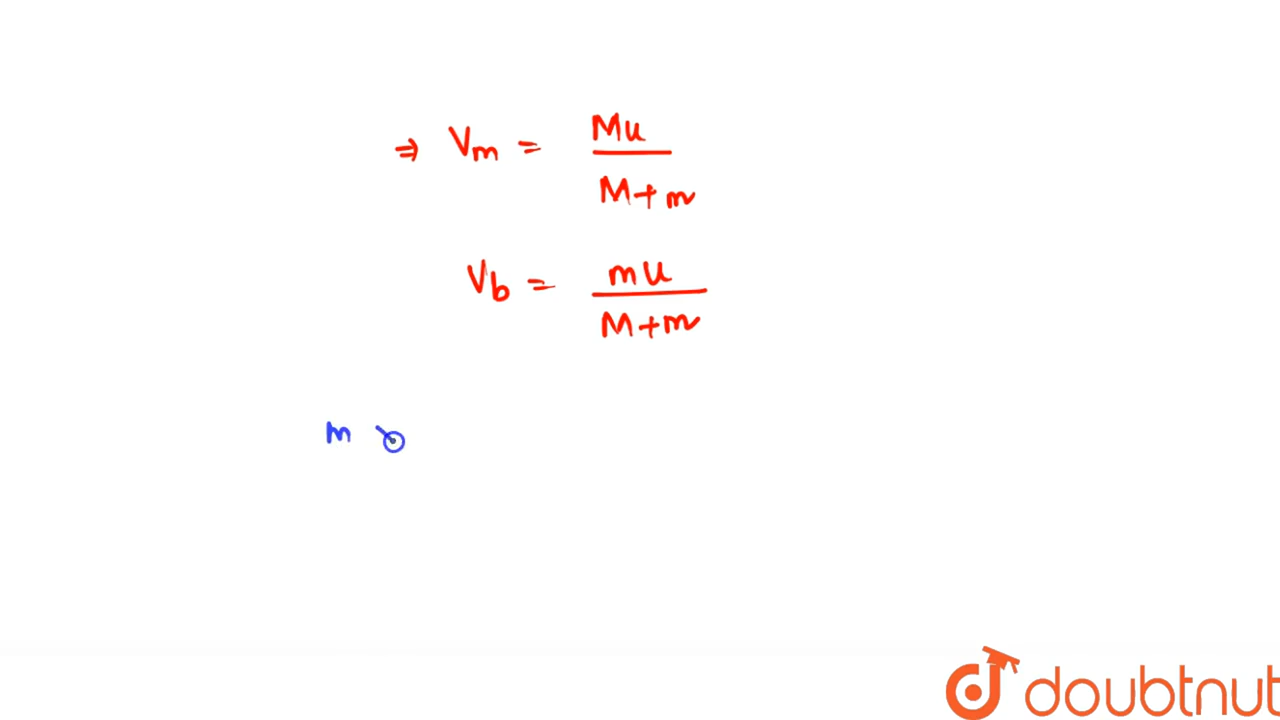 ⇒ Vm = Mu / M+m
Vb = mu / M+m
m
doubtnut